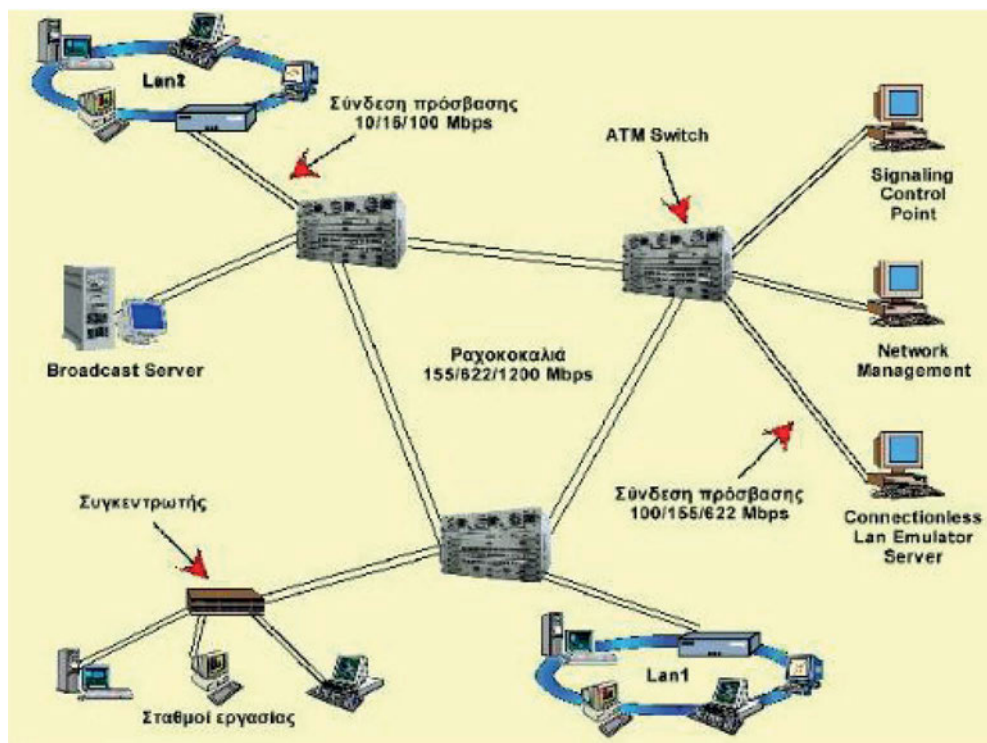 Lan2
Σύνδεση πρόσβασης
10/16/100 Mbps
ATM Switch
Signaling
Control
Point
Broadcast Server
Ραχοκοκαλιά
155/622/1200 Mbps
Network
Management
Συγκεντρωτής
Σύνδεση πρόσβασης
100/155/622 Mbps
Connectionless
Lan Emulator
Server
Lan1
Σταθμοί εργασίας